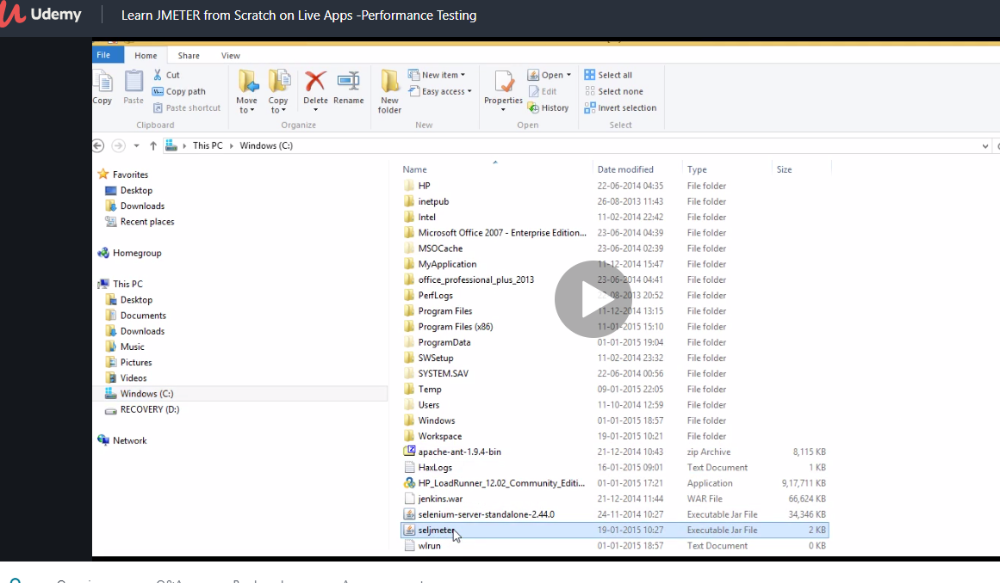 Udemy Learn JMETER from Scratch on Live Apps -Performance Testing
File Home Share View
Copy Paste Cut Copy path Paste shortcut Clipboard
Move to Copy to Delete Rename Organize
New folder New item Easy access New
Properties Open Edit History Open
Select all Select none Invert selection Select
This PC Windows (C:)
Favorites
Desktop
Downloads
Recent places
Homegroup
This PC
Desktop
Documents
Downloads
Music
Pictures
Videos
Windows (C:)
RECOVERY (D:)
Network
Name Date modified Type Size
HP 22-06-2014 04:35 File folder
inetpub 26-08-2013 11:43 File folder
Intel 11-02-2014 22:42 File folder
Microsoft Office 2007 - Enterprise Edition... 23-06-2014 04:39 File folder
MSOCache 23-06-2014 02:39 File folder
MyApplication 11-12-2014 15:47 File folder
office_professional_plus_2013 23-06-2014 04:41 File folder
PerfLogs -08-2013 20:52 File folder
Program Files 11-12-2014 13:15 File folder
Program Files (x86) 11-01-2015 15:10 File folder
ProgramData 01-01-2015 19:04 File folder
SWSetup 11-02-2014 23:32 File folder
SYSTEM.SAV 22-06-2014 00:56 File folder
Temp 09-01-2015 22:05 File folder
Users 11-10-2014 12:59 File folder
Windows 01-01-2015 18:57 File folder
Workspace 19-01-2015 10:21 File folder
apache-ant-1.9.4-bin 21-12-2014 10:43 zip Archive 8,115 KB
HaxLogs 16-01-2015 09:01 Text Document 1 KB
HP_LoadRunner_12.02_Community_Editi... 01-01-2015 17:21 Application 9,17,711 KB
jenkins.war 21-12-2014 11:44 WAR File 66,624 KB
selenium-server-standalone-2.44.0 24-11-2014 10:27 Executable Jar File 34,346 KB
seljmeter 19-01-2015 10:27 Executable Jar File 2 KB
wlrun 01-01-2015 18:57 Text Document 0 KB